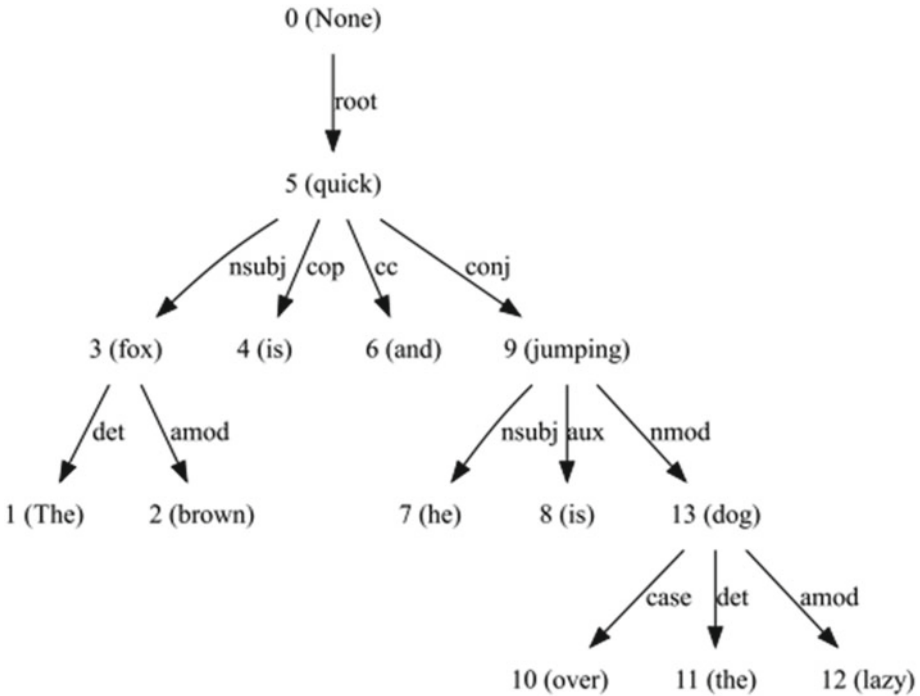 0 (None)
root
5 (quick)
nsubj cop cc conj
3 (fox) 4 (is) 6 (and) 9 (jumping)
det amod nsubj aux nmod
1 (The) 2 (brown) 7 (he) 8 (is) 13 (dog)
case det amod
10 (over) 11 (the) 12 (lazy)